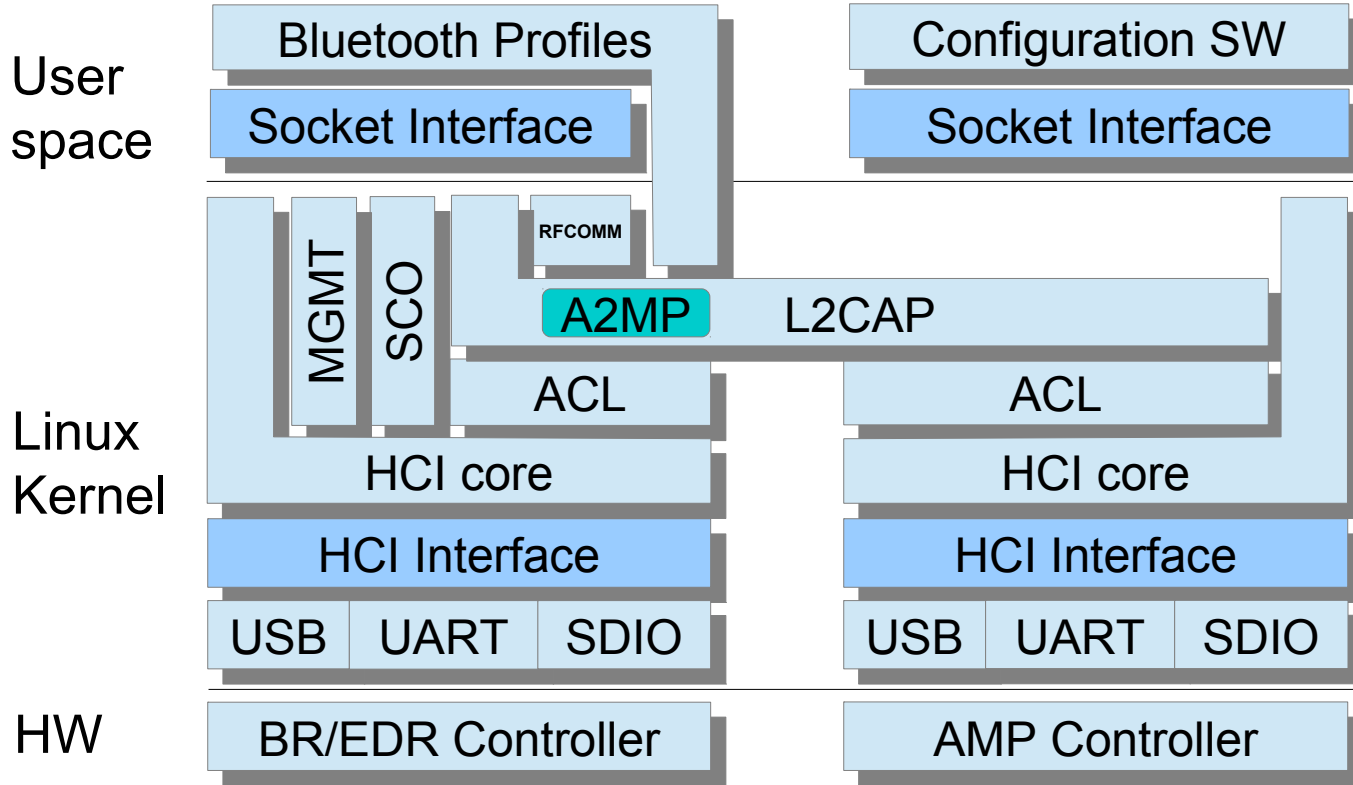 User
space
Bluetooth Profiles
Configuration SW
Socket Interface
Socket Interface
Linux
Kernel
MGMT
SCO
RFCOMM
A2MP
L2CAP
ACL
ACL
HCI core
HCI core
HCI Interface
HCI Interface
USB
UART
SDIO
USB
UART
SDIO
HW
BR/EDR Controller
AMP Controller